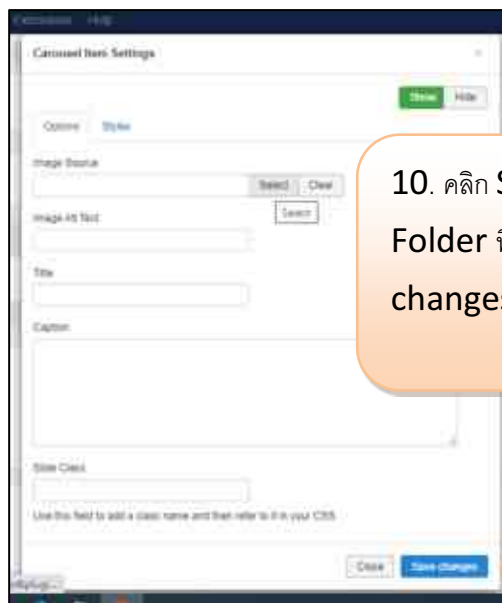 Extensions Help
Carousel Item Settings
×
Show Hide
Options Styles
Image Source
Select Clear
Select
Image Alt Text
Title
Caption
Slide Class
Use this field to add a class name and then refer to it in your CSS
Close Save changes
10. คลิก S
Folder
changes